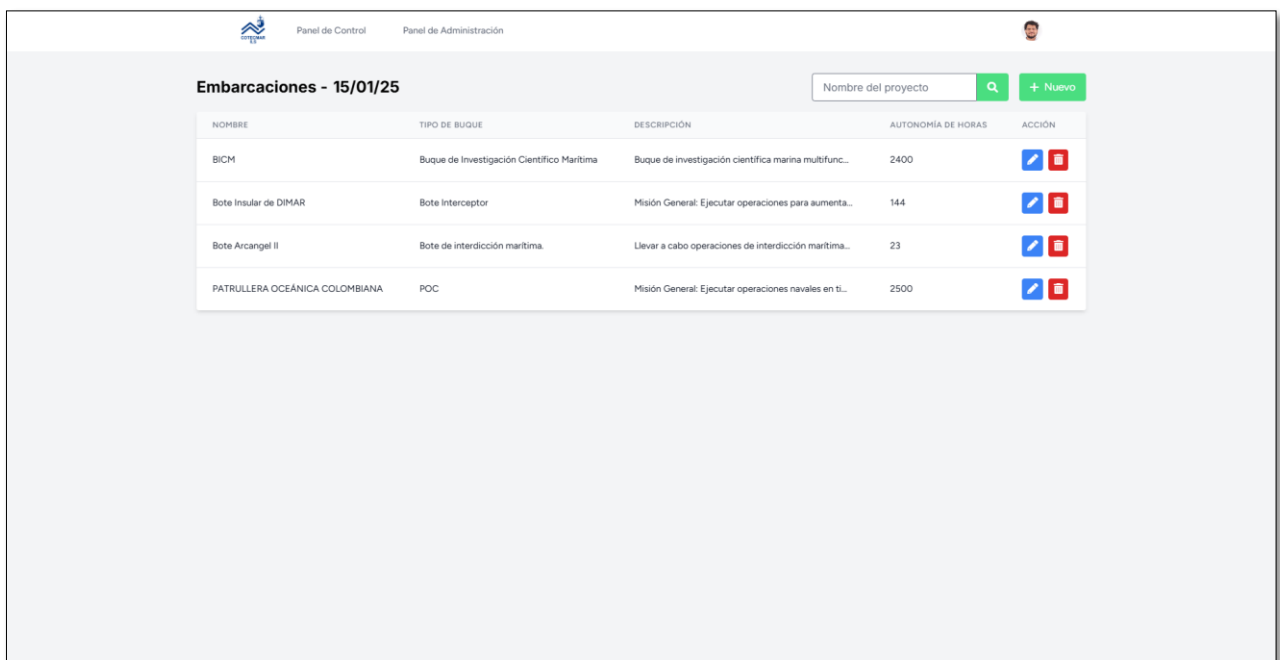 COTECMAR
Panel de Control Panel de Administración
Embarcaciones - 15/01/25 Nombre del proyecto + Nuevo
NOMBRE TIPO DE BUQUE DESCRIPCIÓN AUTONOMÍA DE HORAS ACCIÓN
BICM Buque de Investigación Científico Marítima Buque de investigación científica marina multifunc... 2400
Bote Insular de DIMAR Bote Interceptor Misión General: Ejecutar operaciones para aumenta... 144
Bote Arcangel II Bote de interdicción marítima. Llevar a cabo operaciones de interdicción marítima... 23
PATRULLERA OCEÁNICA COLOMBIANA POC Misión General: Ejecutar operaciones navales en ti... 2500